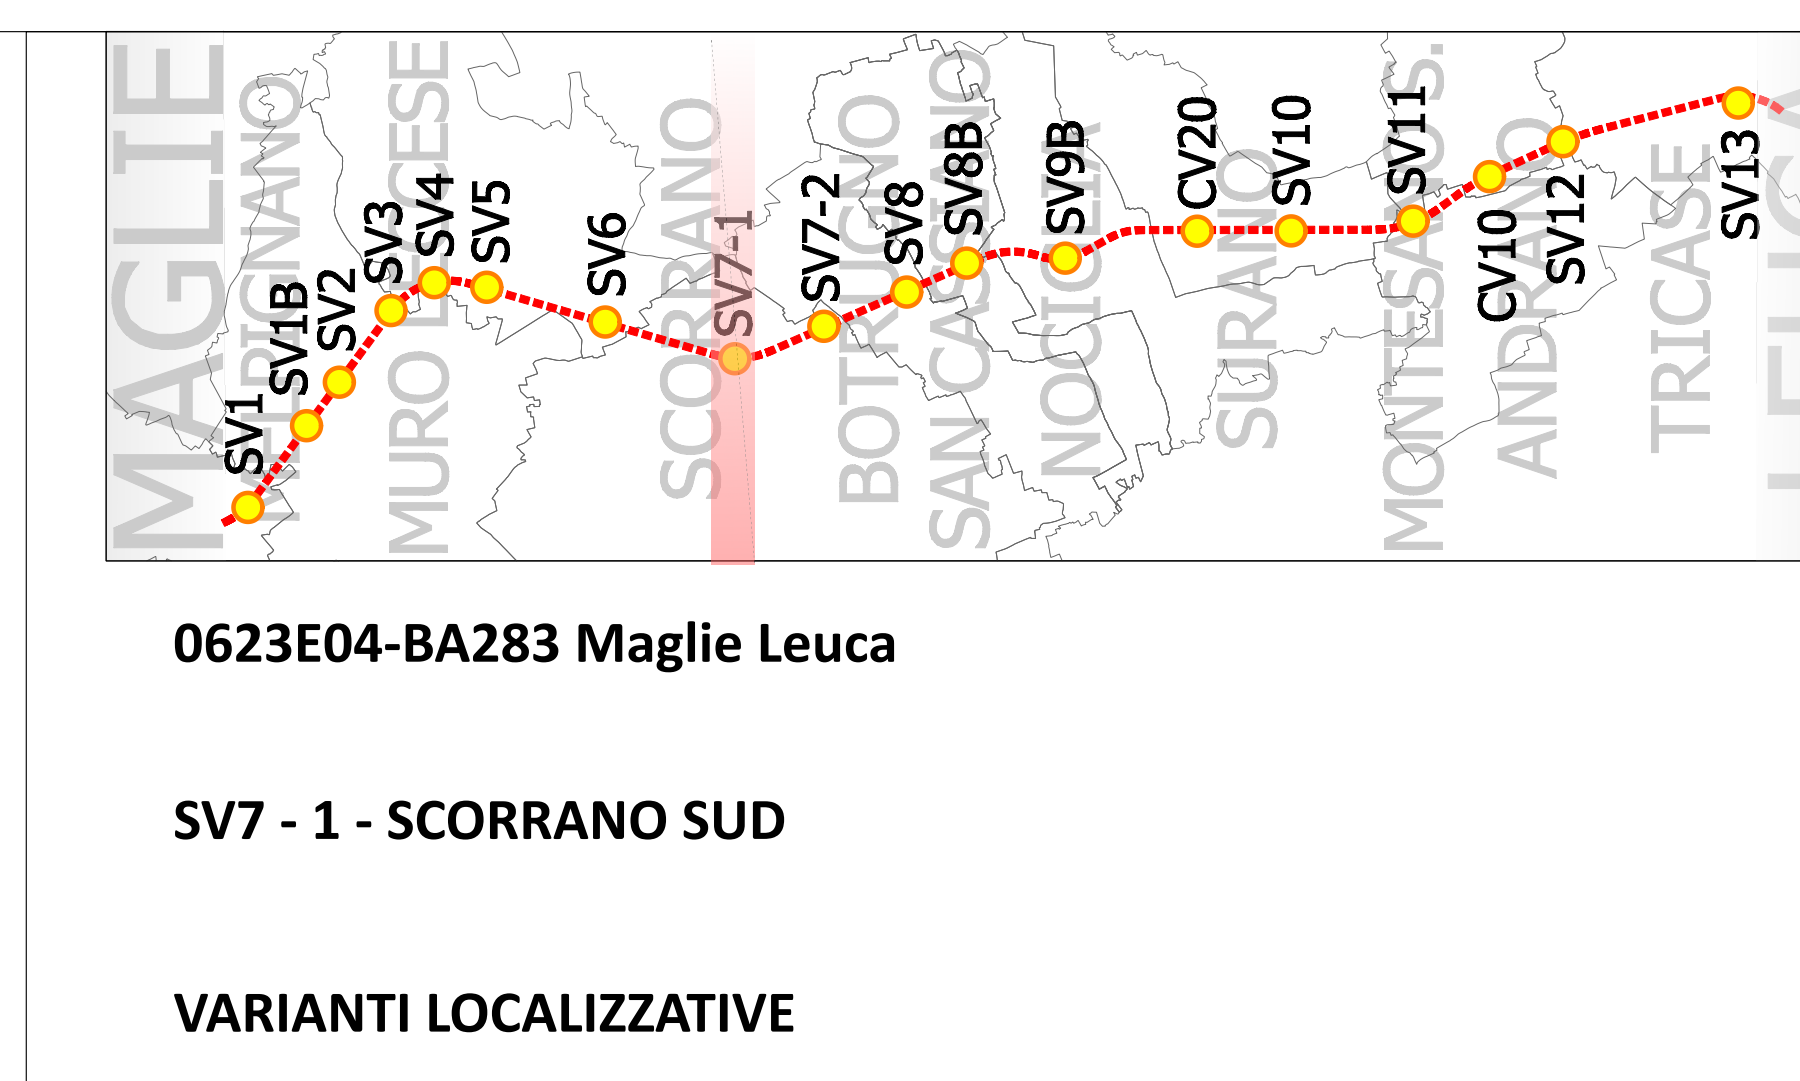 MAGLIE
MELPIGNANO
MURO LECCESE
SCORRANO
BOTRUGNO
SAN CASSIANO
NOCIGLIA
SURANO
MONTESANO S.
ANDRANO
TRICASE
SV1
SV1B
SV2
SV3
SV4
SV5
SV6
SV7-1
SV7-2
SV8
SV8B
SV9B
CV20
SV10
SV11
CV10
SV12
SV13
0623E04-BA283 Maglie Leuca
SV7 - 1 - SCORRANO SUD
VARIANTI LOCALIZZATIVE